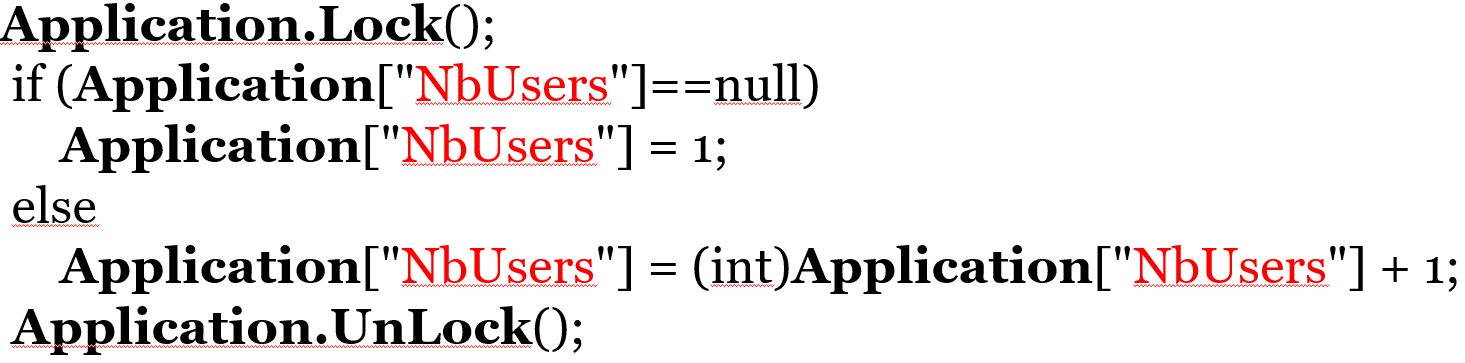 Application.Lock();
if (Application["NbUsers"]==null)
Application["NbUsers"] = 1;
else
Application["NbUsers"] = (int)Application["NbUsers"] + 1;
Application.UnLock();